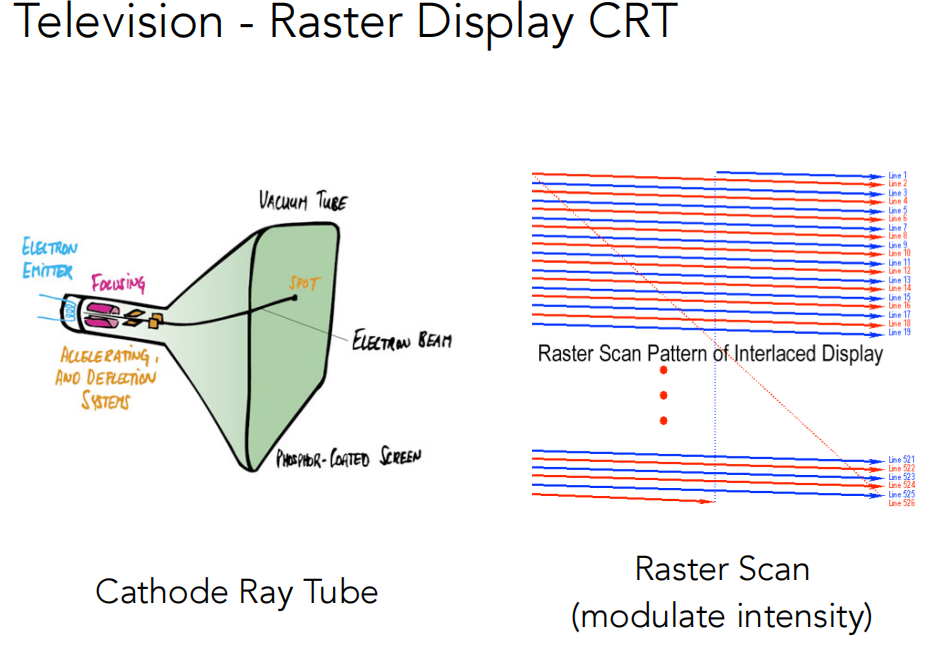 Television - Raster Display CRT
VACUUM TUBE
ELECTRON
EMITTER
FOCUSING
SPOT
ELECTRON BEAM
ACCELERATING,
AND DEFLECTION
SYSTEMS
PHOSPHOR-COATED SCREEN
Cathode Ray Tube
Line 1
Line 2
Line 3
Line 4
Line 5
Line 6
Line 7
Line 8
Line 9
Line 10
Line 11
Line 12
Line 13
Line 14
Line 15
Line 16
Line 17
Line 18
Line 19
Raster Scan Pattern of Interlaced Display
Line 521
Line 522
Line 523
Line 524
Line 525
Line 526
Raster Scan
(modulate intensity)